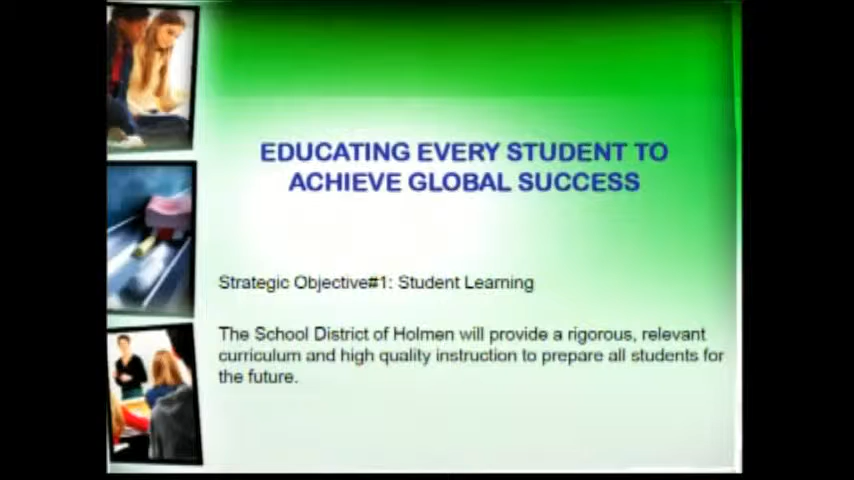 EDUCATING EVERY STUDENT TO
ACHIEVE GLOBAL SUCCESS
Strategic Objective#1: Student Learning
The School District of Holmen will provide a rigorous, relevant
curriculum and high quality instruction to prepare all students for
the future.